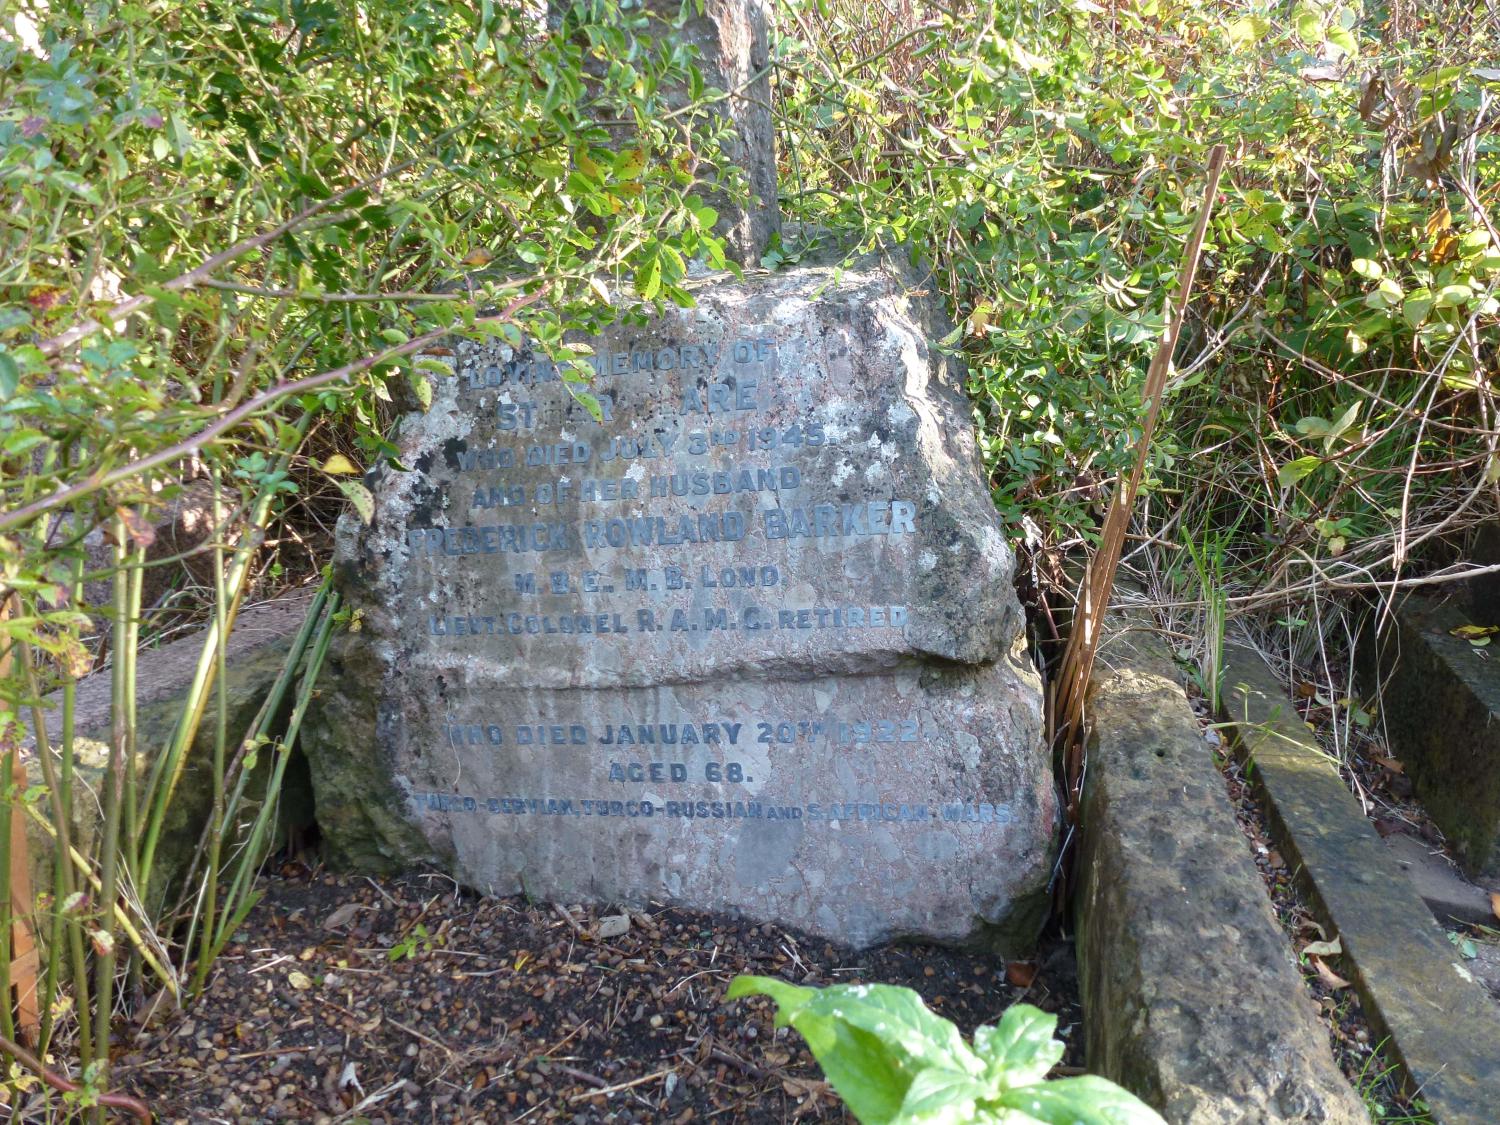 LOVING MEMORY OF
WHO DIED JULY 3RD 1945
AND OF HER HUSBAND
FREDERICK ROWLAND BARKER
M.B.E., M.B. LOND.
LIEUT. COLONEL R.A.M.C. RETIRED
WHO DIED JANUARY 20TH 1922
AGED 68.
TURCO-SERVIAN, TURCO-RUSSIAN AND S. AFRICAN WARS.